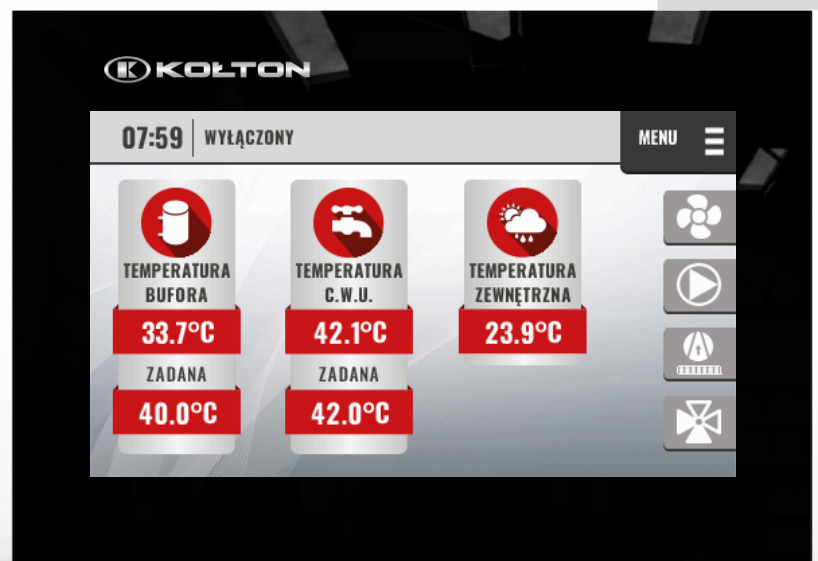 KOŁTON
07:59 WYŁĄCZONY
MENU
TEMPERATURA
BUFORA
33.7°C
ZADANA
40.0°C
TEMPERATURA
C.W.U.
42.1°C
ZADANA
42.0°C
TEMPERATURA
ZEWNĘTRZNA
23.9°C